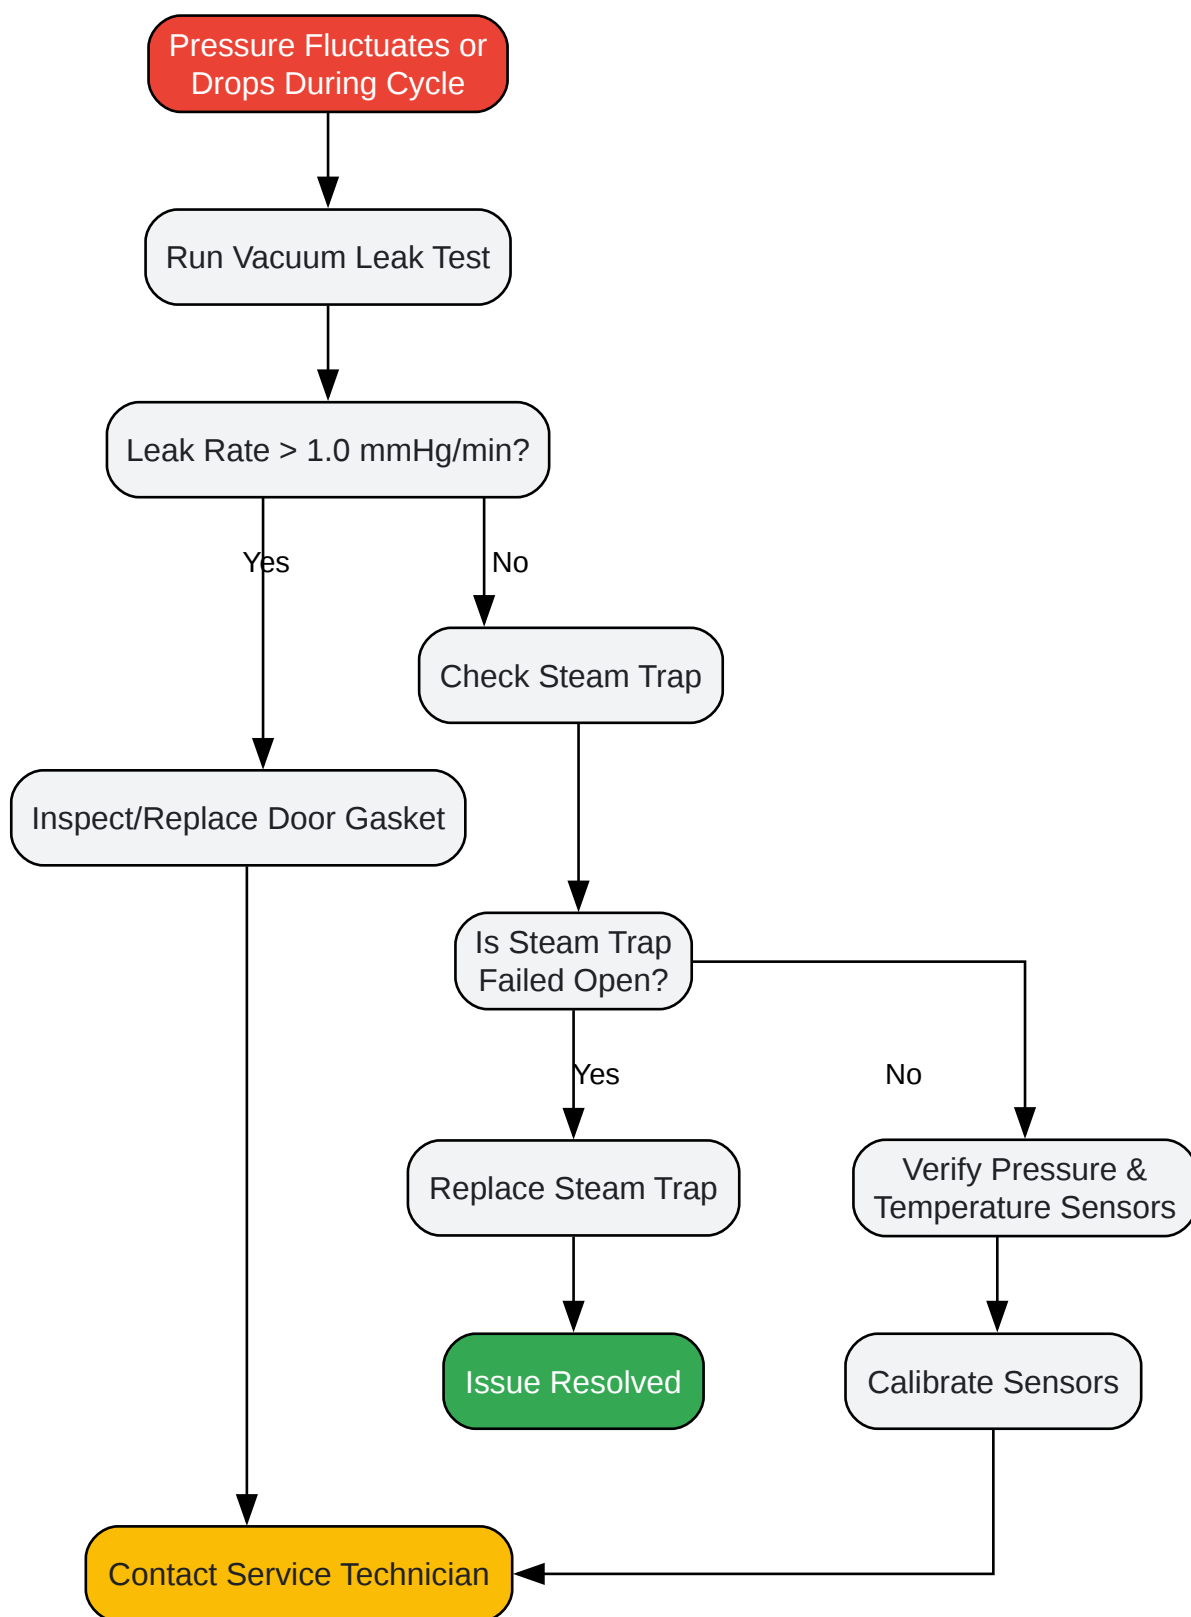 Pressure Fluctuates or
Drops During Cycle
Run Vacuum Leak Test
Leak Rate > 1.0 mmHg/min?
Yes
No
Check Steam Trap
Inspect/Replace Door Gasket
Is Steam Trap
Failed Open?
Yes
No
Replace Steam Trap
Verify Pressure &
Temperature Sensors
Issue Resolved
Calibrate Sensors
Contact Service Technician